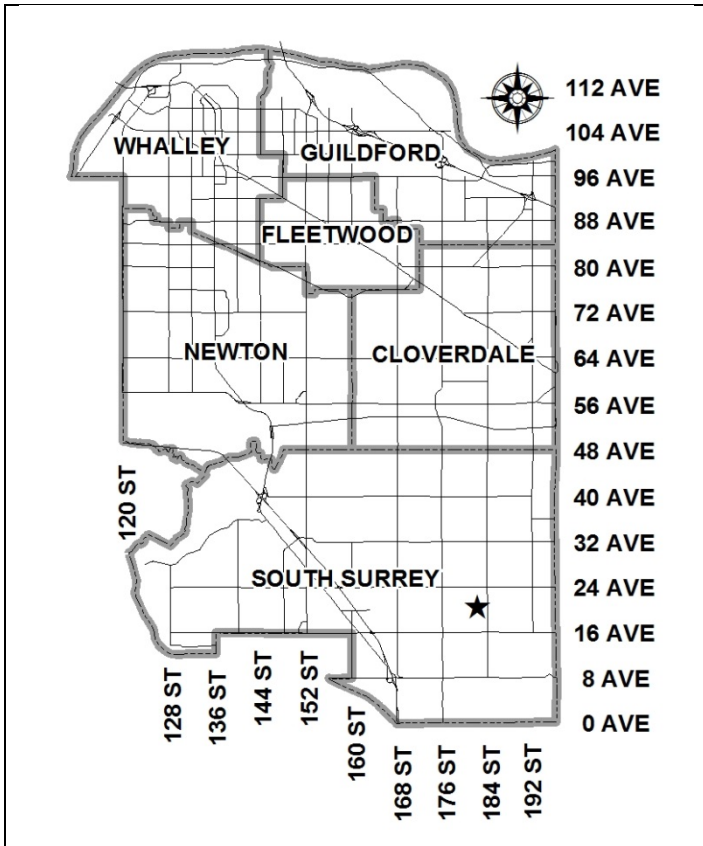 112 AVE
104 AVE
WHALLEY
GUILDFORD
96 AVE
88 AVE
FLEETWOOD
80 AVE
72 AVE
NEWTON
CLOVERDALE
64 AVE
56 AVE
48 AVE
120 ST
40 AVE
32 AVE
SOUTH SURREY
24 AVE
16 AVE
128 ST
136 ST
144 ST
152 ST
160 ST
8 AVE
0 AVE
168 ST
176 ST
184 ST
192 ST